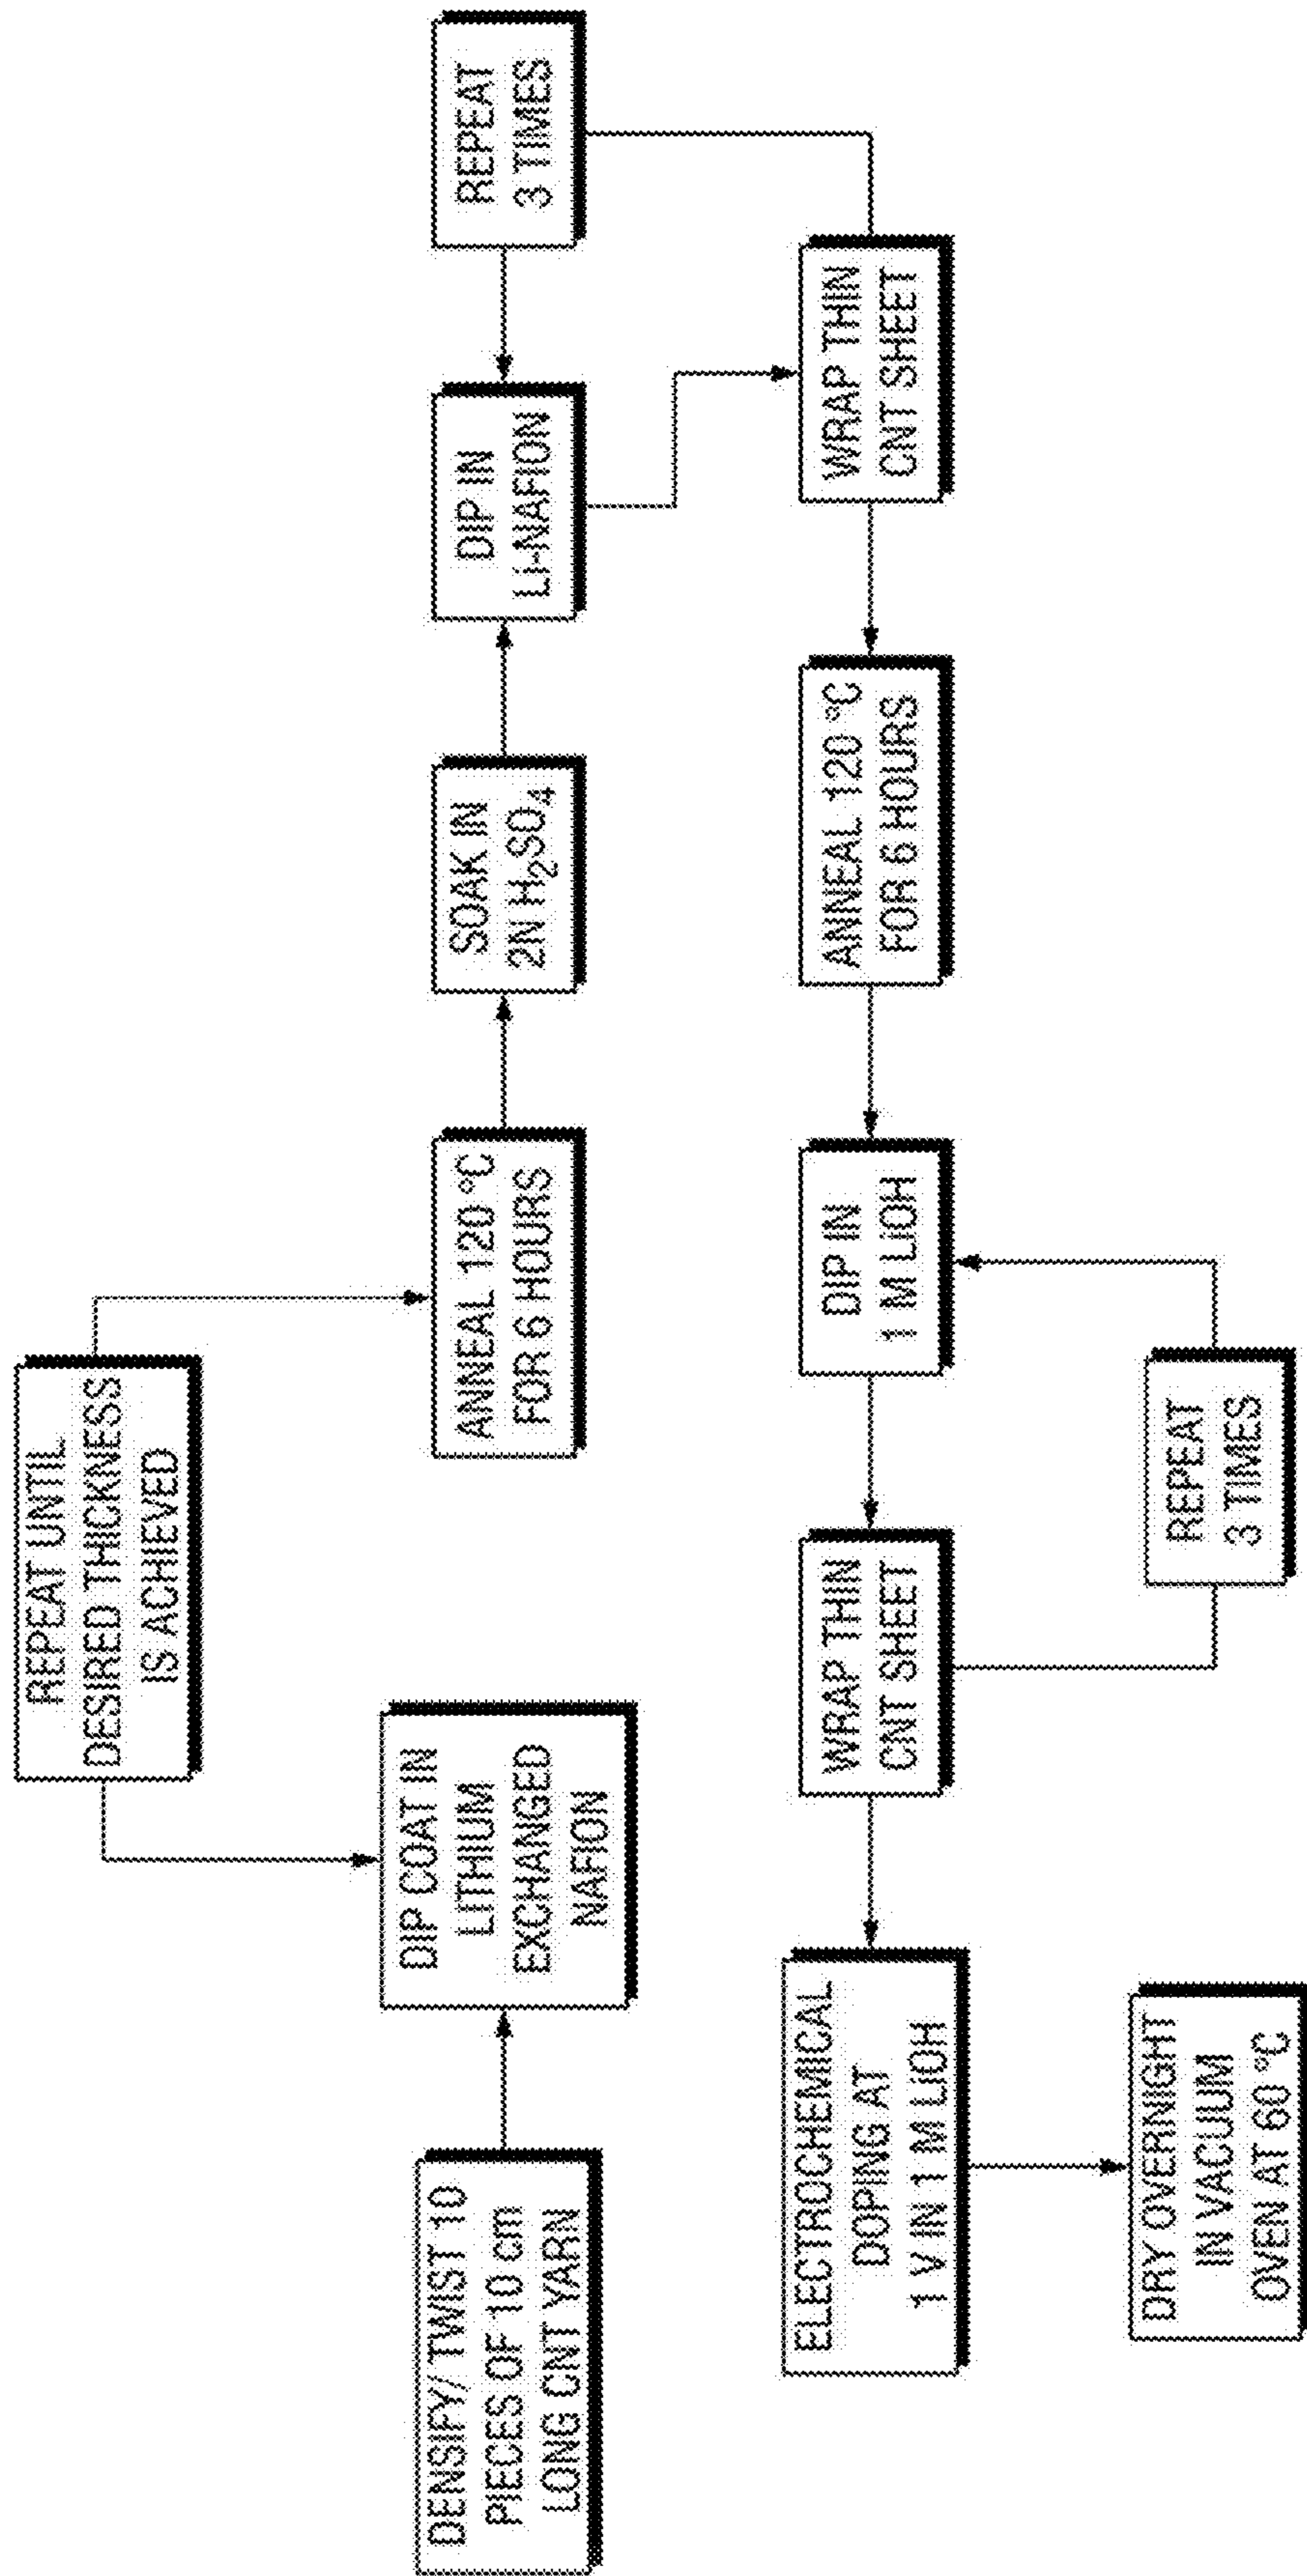 DENSIFY/ TWIST 10
PIECES OF 10 cm
LONG CNT YARN
DIP COAT IN
LITHIUM
EXCHANGED
NAFION
REPEAT UNTIL
DESIRED THICKNESS
IS ACHIEVED
ANNEAL 120 °C
FOR 6 HOURS
SOAK IN
2N H₂SO₄
DIP IN
Li-NAFION
REPEAT
3 TIMES
WRAP THIN
CNT SHEET
ANNEAL 120 °C
FOR 6 HOURS
DIP IN
1 M LiOH
WRAP THIN
CNT SHEET
REPEAT
3 TIMES
ELECTROCHEMICAL
DOPING AT
1 V IN 1 M LiOH
DRY OVERNIGHT
IN VACUUM
OVEN AT 60 °C